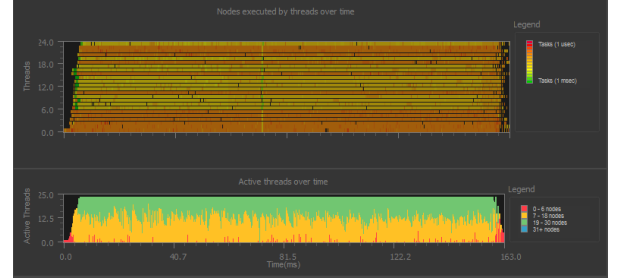 Nodes executed by threads over time
Legend
24.0
18.0
12.0
6.0
0.0
Threads
Tasks (1 usec)
Tasks (1 msec)
Active threads over time
Legend
25.0
12.5
0.0
Active Threads
0 - 6 nodes
7 - 18 nodes
19 - 30 nodes
31+ nodes
0.0 40.7 81.5 122.2 163.0
Time(ms)